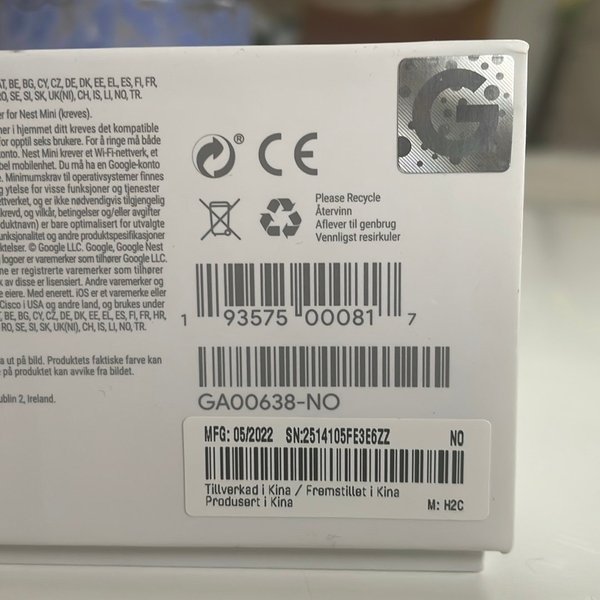 AT, BE, BG, CY, CZ, DE, DK, EE, EL, ES, FI, FR,
RO, SE, SI, SK, UK(NI), CH, IS, LI, NO, TR.
er for Nest Mini (kreves).
ner i hjemmet ditt kreves det kompatible
for opptil seks brukere. For å ringe må både
konto. Nest Mini krever et Wi-Fi-nettverk, et
bel mobilenhet. Du må ha en Google-konto
Minimumskrav til operativsystemer finnes
g ytelse for visse funksjoner og tjenester
ttverket, og er ikke nødvendigvis tilgjengelig
krevd, og vilkår, betingelser og/eller avgifter
duktnavn) er bare optimalisert for utvalgte
unksjonalitet og andre produktspesifikasjoner
ktelser. © Google LLC. Google, Google Nest
logoer er varemerker som tilhører Google LLC.
ne er registrerte varemerker som tilhører
k av disse er lisensiert. Andre varemerker
e eiere. Med enerett. iOS er et varemerke eller
Cisco i USA og andre land, og brukes under
BE, BG, CY, CZ, DE, DK, EE, EL, ES, FI, FR, HR,
RO, SE, SI, SK, UK(NI), CH, IS, LI, NO, TR.
a ut på bild. Produktets faktiske farve kan
på produktet kan avvike fra bildet.
ublin 2, Ireland.
G
®
CE
Please Recycle
Återvinn
Aflever til genbrug
Vennligst resirkuler
1 93575 00081 7
GA00638-NO
MFG: 05/2022 SN:2514105FE3E6ZZ NO
Tillverkad i Kina / Fremstillet i Kina
Produsert i Kina M: H2C